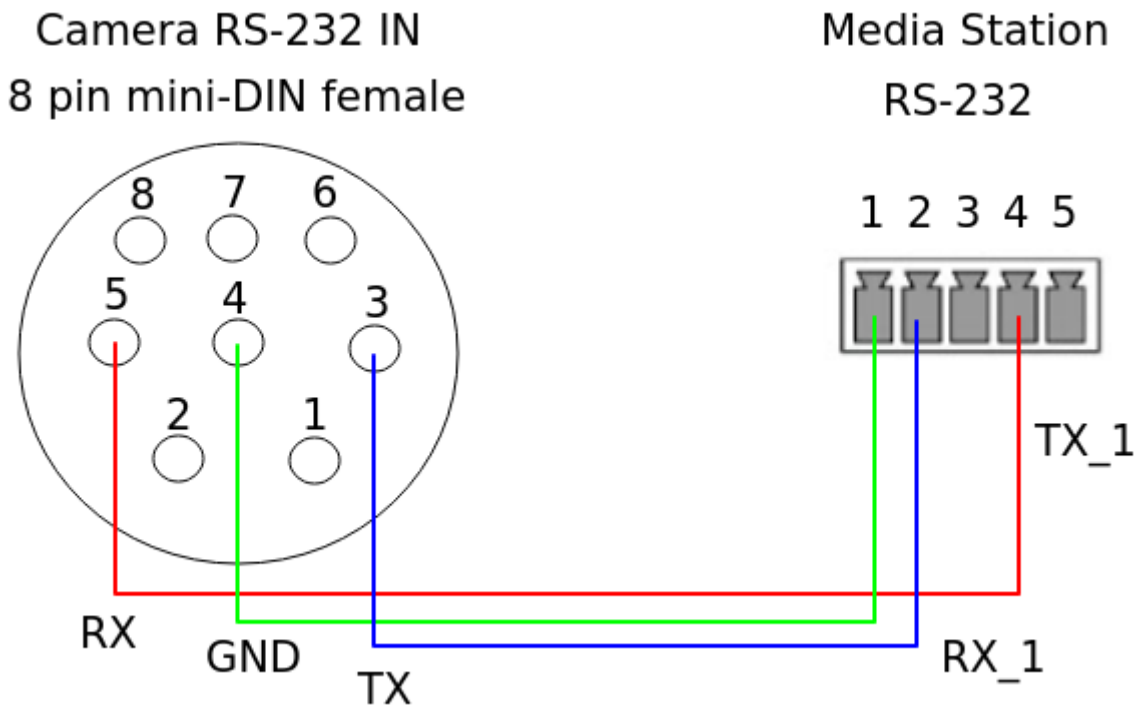 Camera RS-232 IN
8 pin mini-DIN female
Media Station
RS-232
8 7 6
5 4 3
2 1
1 2 3 4 5
TX_1
RX
GND
TX
RX_1